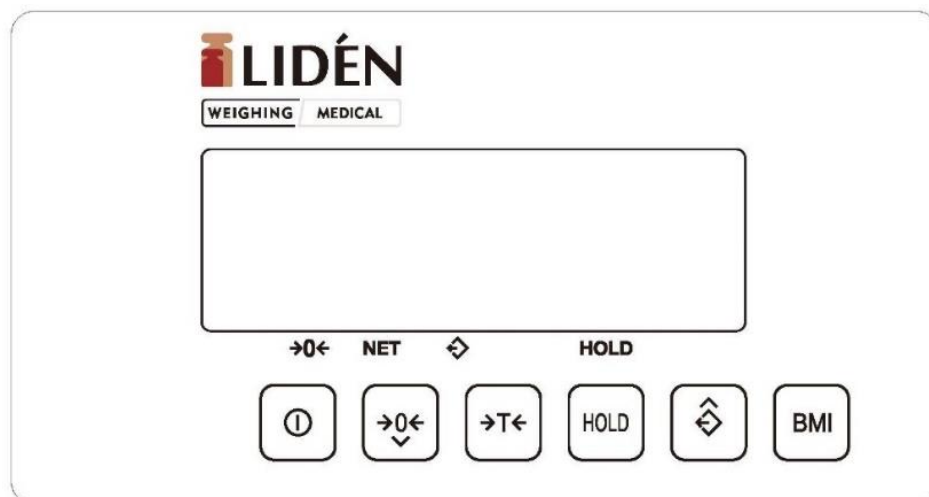 LIDÉN
WEIGHING MEDICAL
→0← NET HOLD
→0← →T← HOLD BMI